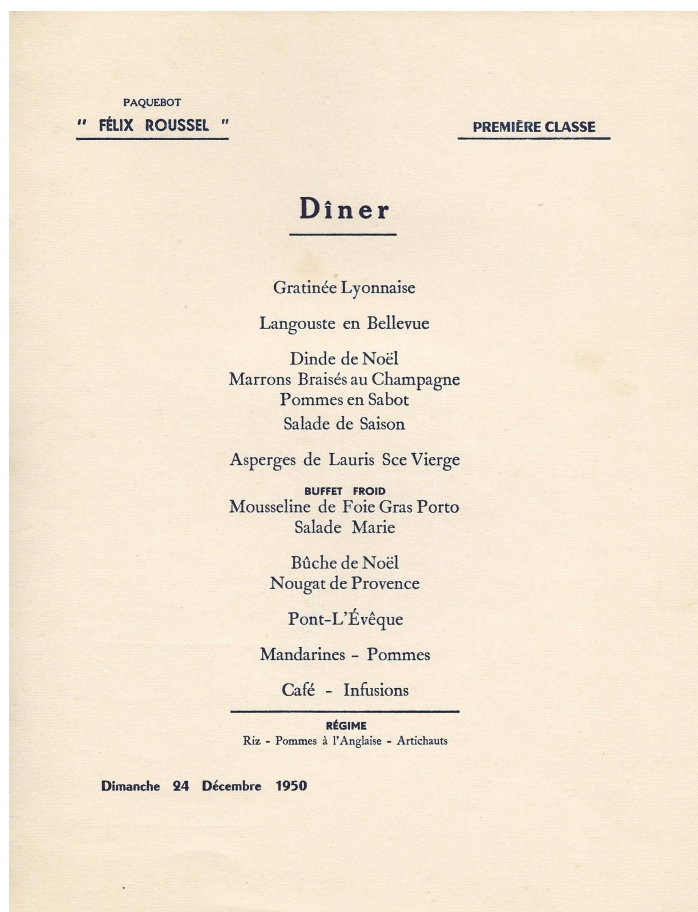 PAQUEBOT
" FÉLIX ROUSSEL "
PREMIÈRE CLASSE
Dîner
Gratinée Lyonnaise
Langouste en Bellevue
Dinde de Noël
Marrons Braisés au Champagne
Pommes en Sabot
Salade de Saison
Asperges de Lauris Sce Vierge
BUFFET FROID
Mousseline de Foie Gras Porto
Salade Marie
Bûche de Noël
Nougat de Provence
Pont-L'Évêque
Mandarines - Pommes
Café - Infusions
RÉGIME
Riz - Pommes à l'Anglaise - Artichauts
Dimanche 24 Décembre 1950